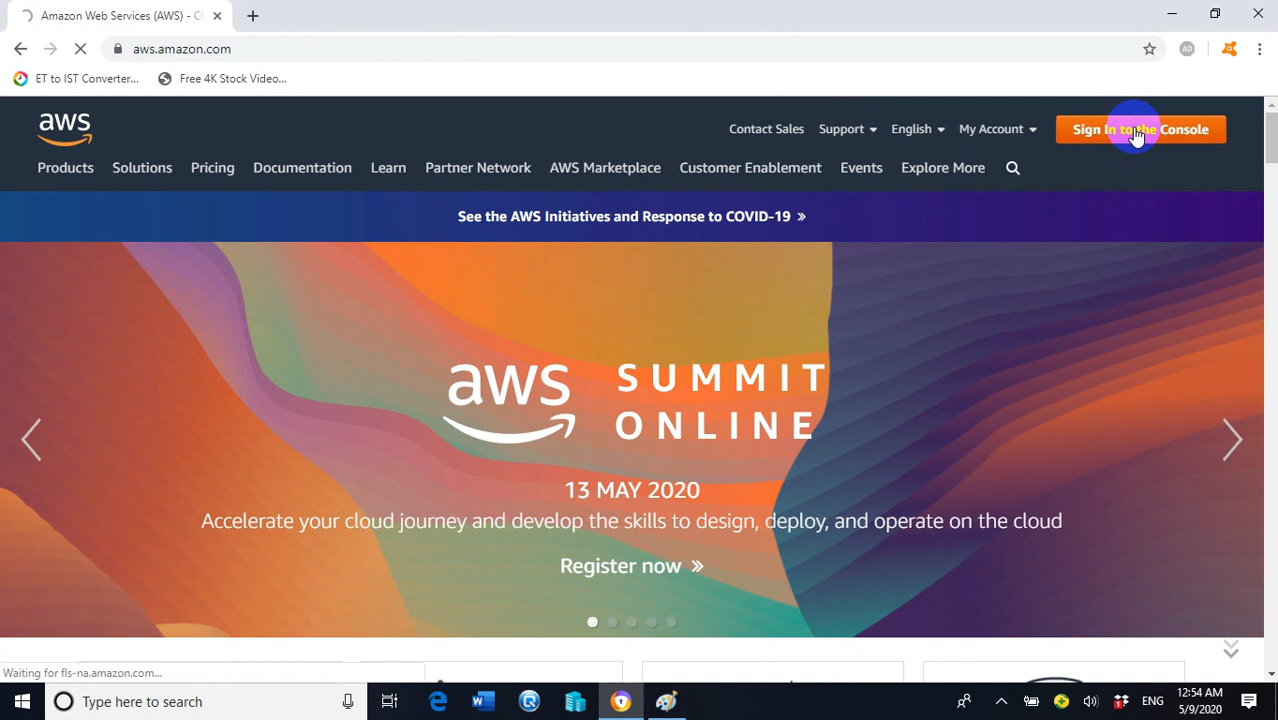 Amazon Web Services (AWS) - Cl
aws.amazon.com
ET to IST Converter...
Free 4K Stock Video...
AD
aws
Contact Sales
Support
English
My Account
Sign In to the Console
Products
Solutions
Pricing
Documentation
Learn
Partner Network
AWS Marketplace
Customer Enablement
Events
Explore More
See the AWS Initiatives and Response to COVID-19 »
aws SUMMIT
ONLINE
13 MAY 2020
Accelerate your cloud journey and develop the skills to design, deploy, and operate on the cloud
Register now »
Waiting for fls-na.amazon.com...
Type here to search
ENG
12:54 AM
5/9/2020